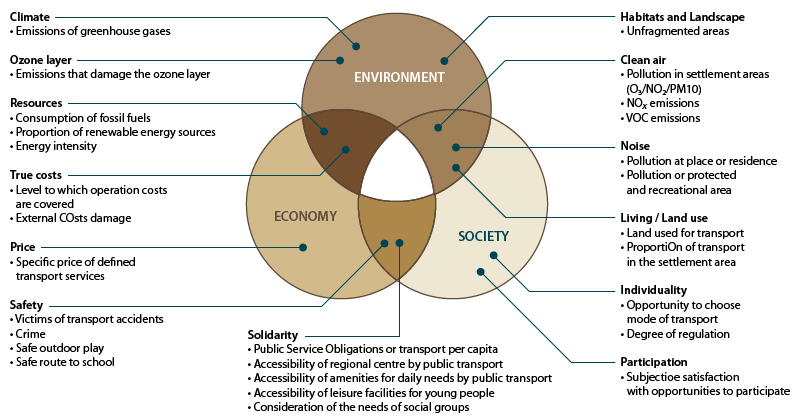 Climate
• Emissions of greenhouse gases
Ozone layer
• Emissions that damage the ozone layer
Resources
• Consumption of fossil fuels
• Proportion of renewable energy sources
• Energy intensity
True costs
• Level to which operation costs
are covered
• External COsts damage
Price
• Specific price of defined
transport services
Safety
• Victims of transport accidents
• Crime
• Safe outdoor play
• Safe route to school
ENVIRONMENT
ECONOMY
SOCIETY
Solidarity
• Public Service Obligations or transport per capita
• Accessibility of regional centre by public transport
• Accessibility of amenities for daily needs by public transport
• Accessibility of leisure facilities for young people
• Consideration of the needs of social groups
Habitats and Landscape
• Unfragmented areas
Clean air
• Pollution in settlement areas
(O₃/NO₂/PM10)
• NOₓ emissions
• VOC emissions
Noise
• Pollution at place or residence
• Pollution or protected
and recreational area
Living / Land use
• Land used for transport
• ProportiOn of transport
in the settlement area
Individuality
• Opportunity to choose
mode of transport
• Degree of regulation
Participation
• Subjectioe satisfaction
with opportunities to participate